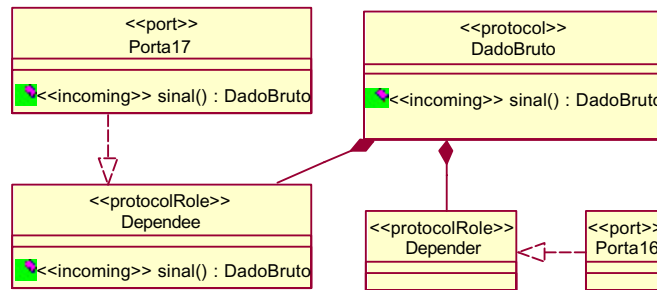 <<port>>
Porta17
<<incoming>> sinal() : DadoBruto
<<protocol>>
DadoBruto
<<incoming>> sinal() : DadoBruto
<<protocolRole>>
Dependee
<<incoming>> sinal() : DadoBruto
<<protocolRole>>
Depender
<<port>>
Porta16